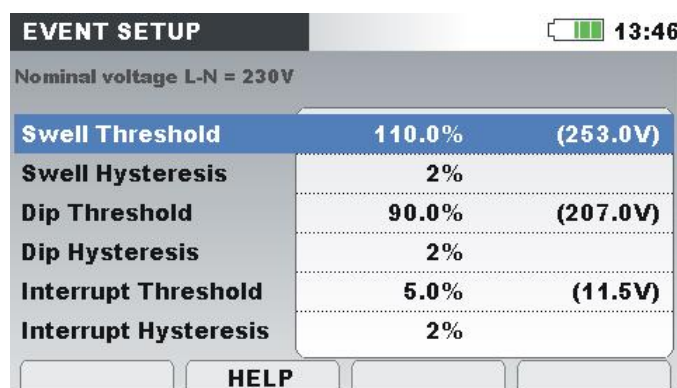 EVENT SETUP 13:46
Nominal voltage L-N = 230V
Swell Threshold 110.0% (253.0V)
Swell Hysteresis 2%
Dip Threshold 90.0% (207.0V)
Dip Hysteresis 2%
Interrupt Threshold 5.0% (11.5V)
Interrupt Hysteresis 2%
HELP